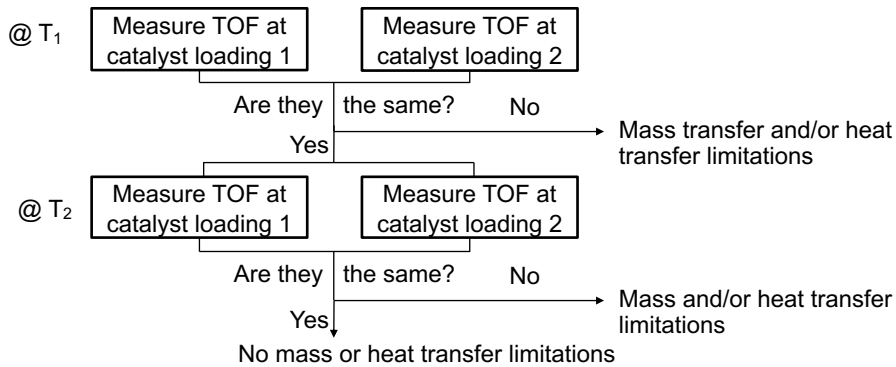 @ T₁
Measure TOF at
catalyst loading 1
Measure TOF at
catalyst loading 2
Are they the same?
No
Mass transfer and/or heat
transfer limitations
Yes
@ T₂
Measure TOF at
catalyst loading 1
Measure TOF at
catalyst loading 2
Are they the same?
No
Mass and/or heat transfer
limitations
Yes
No mass or heat transfer limitations